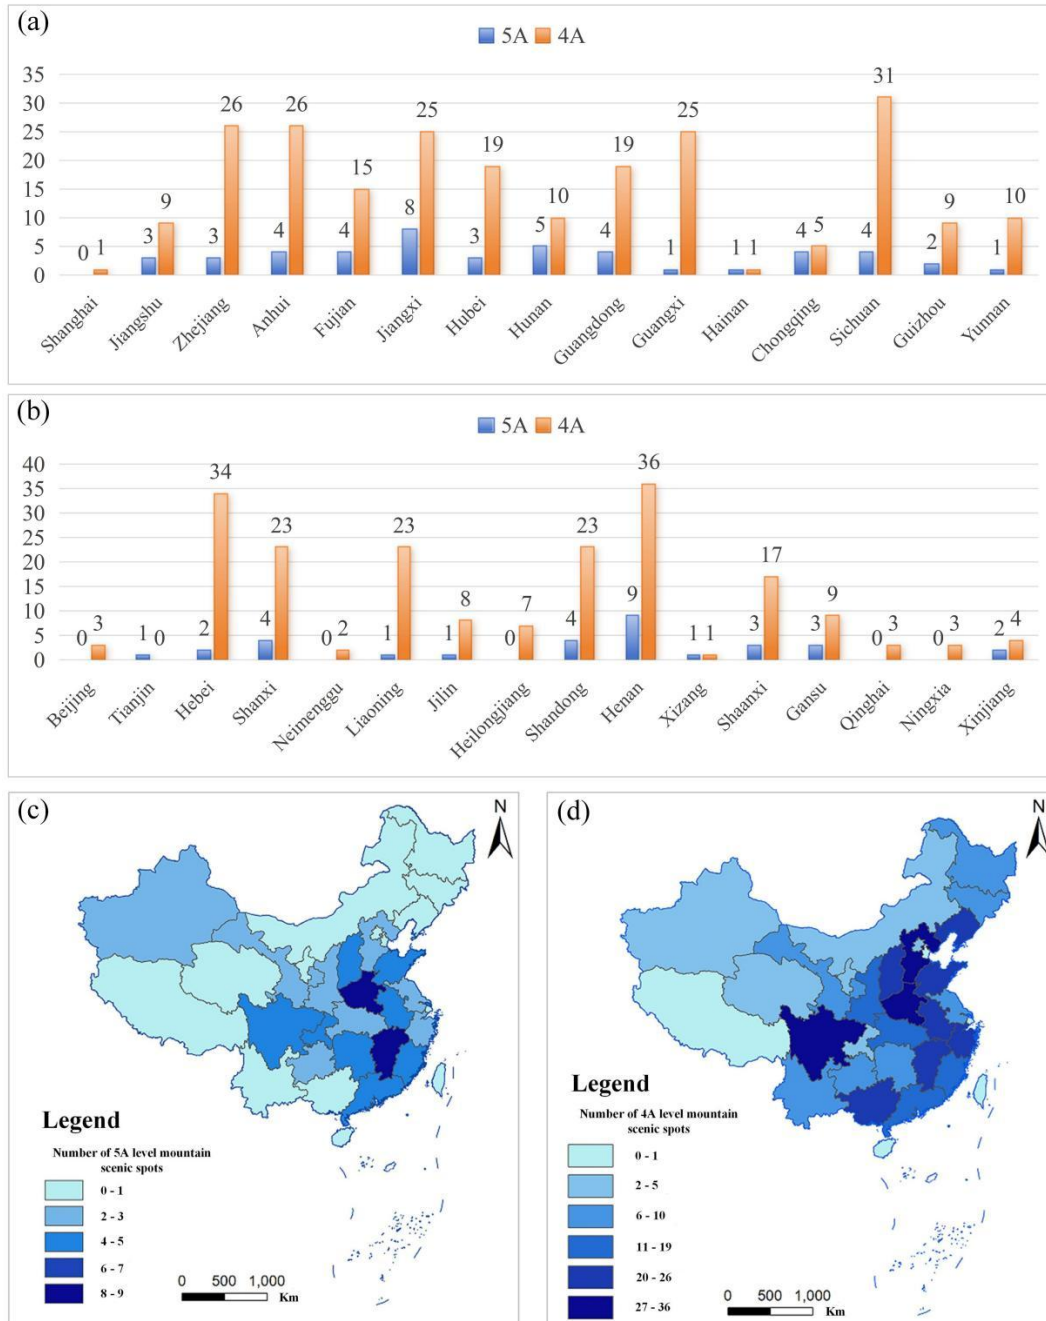 (a)
5A 4A
35
30
25
20
15
10
5
0
0 1 3 9 3 26 4 26 4 15 8 25 3 19 5 10 4 19 1 25 1 1 4 5 4 31 2 9 1 10
Shanghai Jiangshu Zhejiang Anhui Fujian Jiangxi Hubei Hunan Guangdong Guangxi Hainan Chongqing Sichuan Guizhou Yunnan
(b)
5A 4A
40
35
30
25
20
15
10
5
0
0 3 1 0 2 34 4 23 0 2 1 23 1 8 0 7 4 23 9 36 1 1 3 17 3 9 0 3 0 3 2 4
Beijing Tianjin Hebei Shanxi Neimenggu Liaoning Jilin Heilongjiang Shandong Henan Xizang Shaanxi Gansu Qinghai Ningxia Xinjiang
(c)
N
Legend
Number of 5A level mountain
scenic spots
0 - 1
2 - 3
4 - 5
6 - 7
8 - 9
0 500 1,000
Km
(d)
N
Legend
Number of 4A level mountain
scenic spots
0 - 1
2 - 5
6 - 10
11 - 19
20 - 26
27 - 36
0 500 1,000
Km